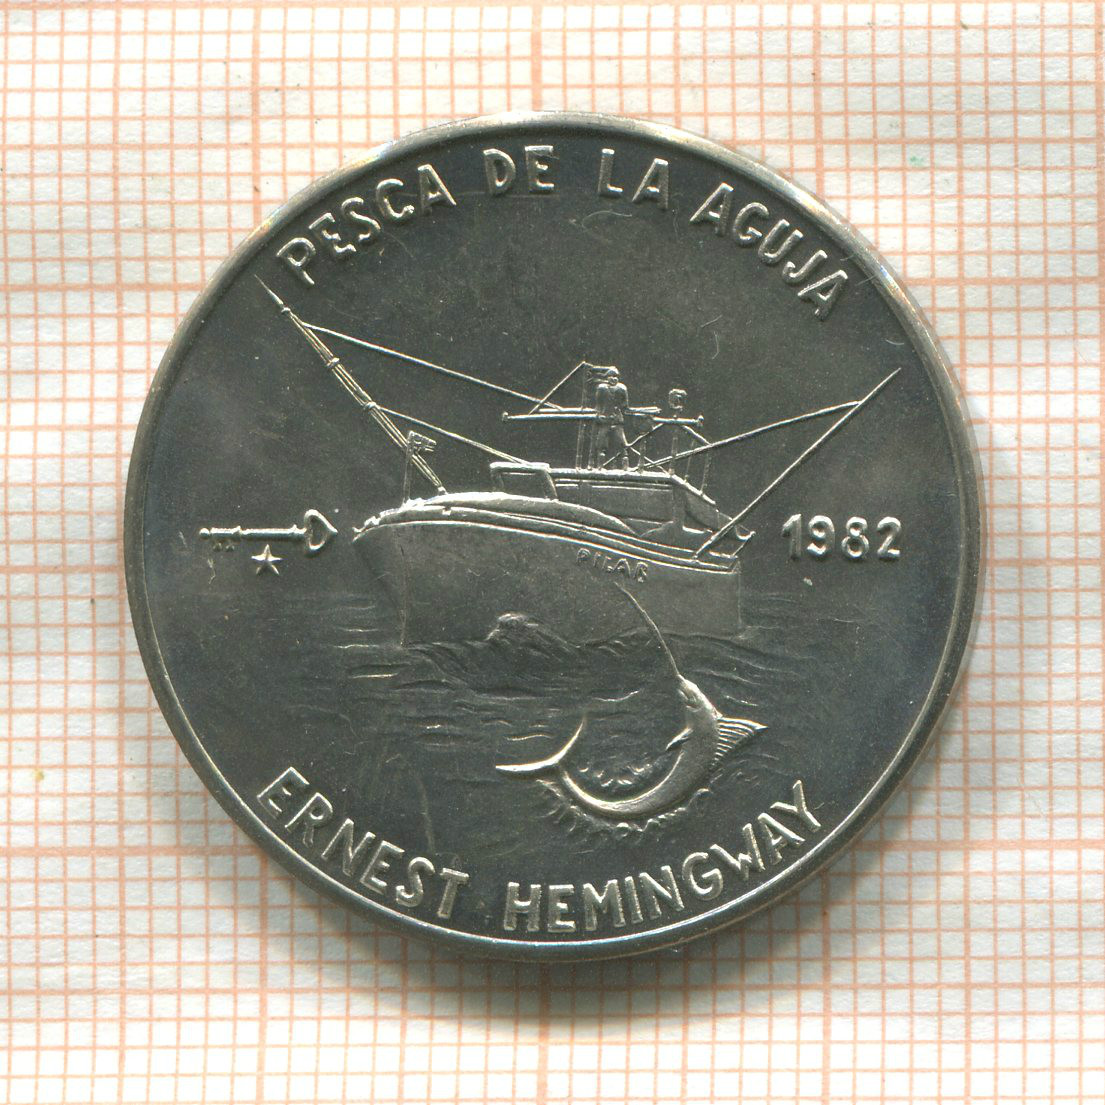 PESCA DE LA AGUJA
1982
PILAR
ERNEST HEMINGWAY